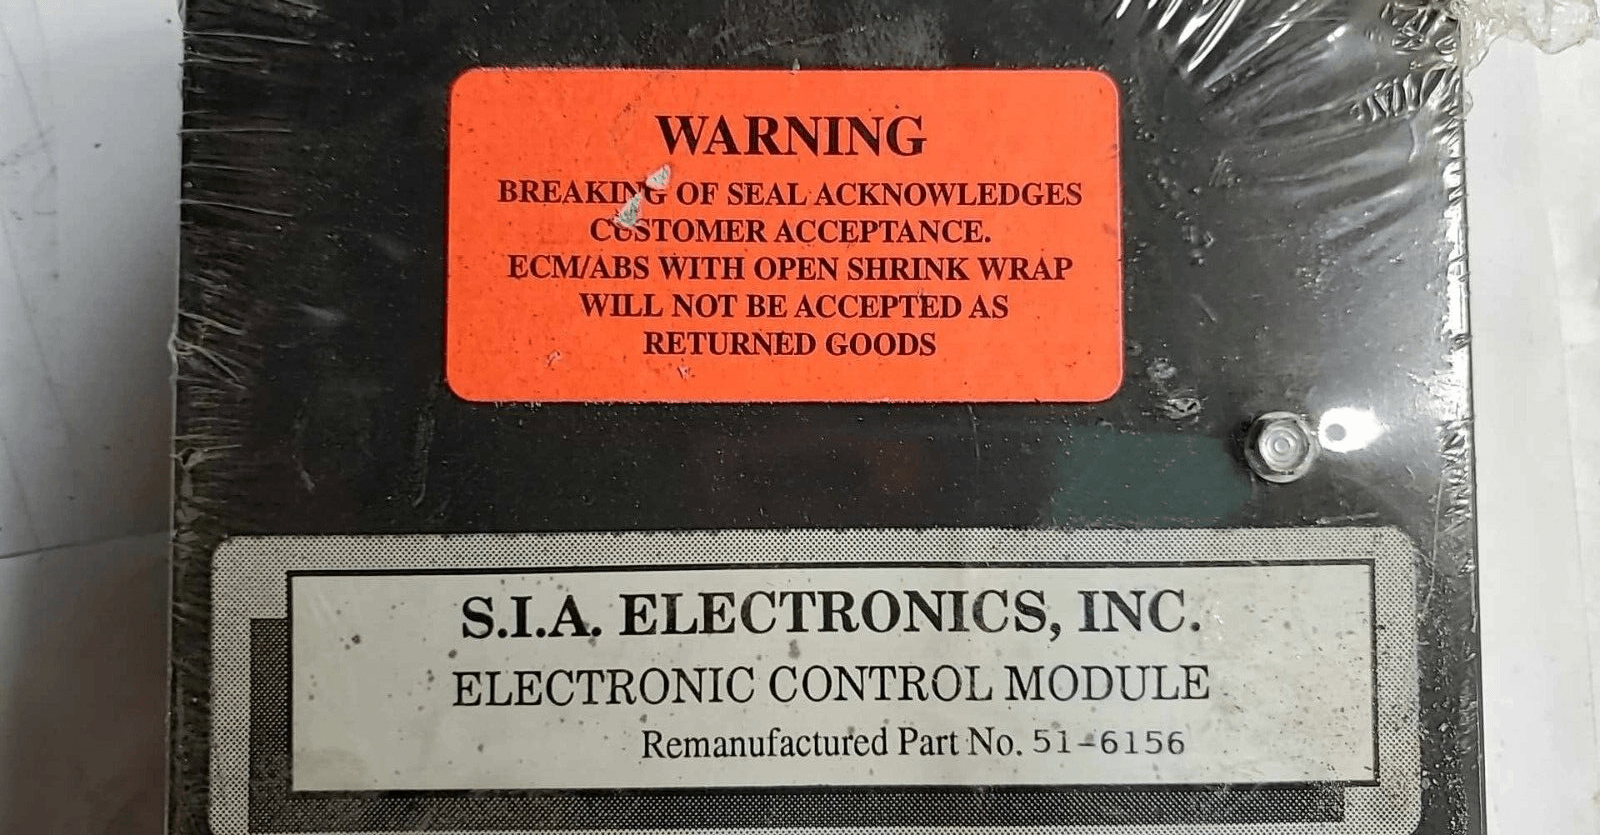 WARNING
BREAKING OF SEAL ACKNOWLEDGES
CUSTOMER ACCEPTANCE.
ECM/ABS WITH OPEN SHRINK WRAP
WILL NOT BE ACCEPTED AS
RETURNED GOODS
S.I.A. ELECTRONICS, INC.
ELECTRONIC CONTROL MODULE
Remanufactured Part No. 51-6156